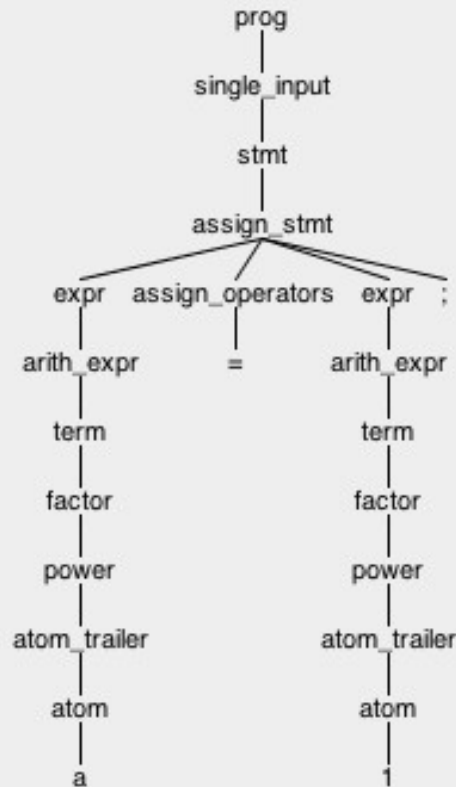 prog
single_input
stmt
assign_stmt
expr assign_operators expr ;
arith_expr = arith_expr
term term
factor factor
power power
atom_trailer atom_trailer
atom atom
a 1